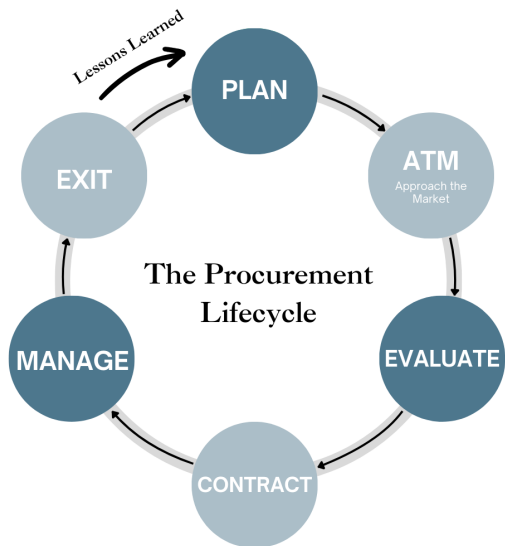 Lessons Learned
PLAN
ATM
Approach the
Market
EXIT
The Procurement
Lifecycle
MANAGE
EVALUATE
CONTRACT